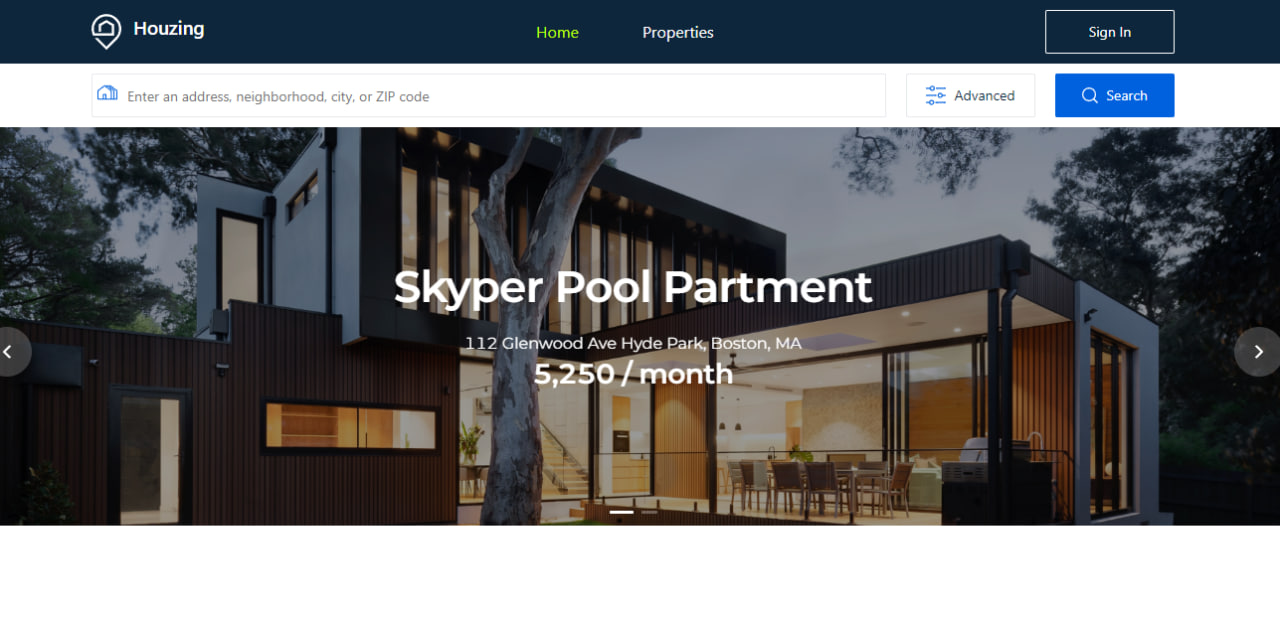 Houzing
Home
Properties
Sign In
Enter an address, neighborhood, city, or ZIP code
Advanced
Search
Skyper Pool Partment
112 Glenwood Ave Hyde Park, Boston, MA
5,250 / month